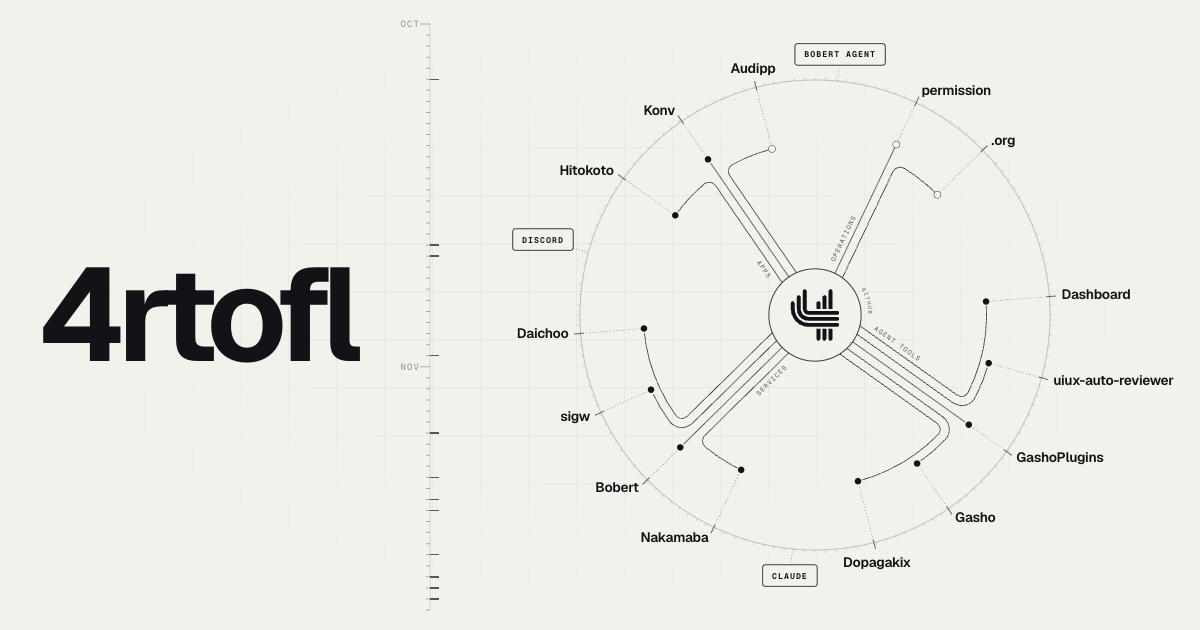 4rtofl
OCT
NOV
BOBERT AGENT
Audipp
permission
Konv
.org
Hitokoto
DISCORD
OPERATIONS
APPS
GITHUB
Dashboard
Daichoo
AGENT TOOLS
uiux-auto-reviewer
SERVICES
sigw
GashoPlugins
Bobert
Gasho
Nakamaba
Dopagakix
CLAUDE